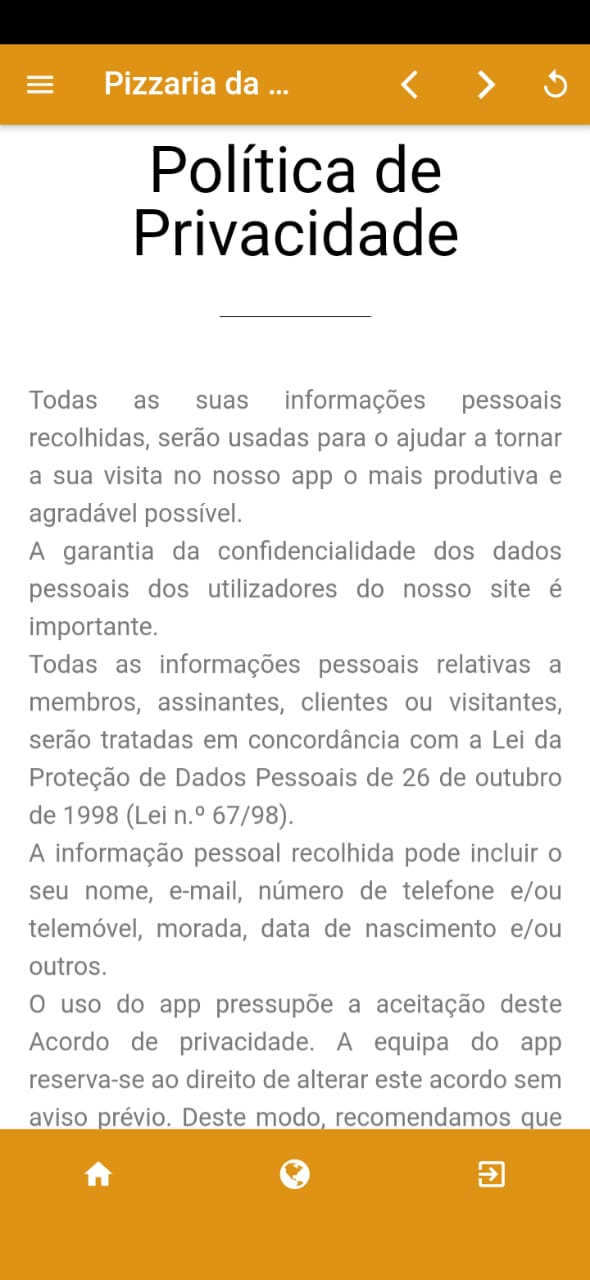 Pizzaria da ...
Política de
Privacidade
Todas as suas informações pessoais
recolhidas, serão usadas para o ajudar a tornar
a sua visita no nosso app o mais produtiva e
agradável possível.
A garantia da confidencialidade dos dados
pessoais dos utilizadores do nosso site é
importante.
Todas as informações pessoais relativas a
membros, assinantes, clientes ou visitantes,
serão tratadas em concordância com a Lei da
Proteção de Dados Pessoais de 26 de outubro
de 1998 (Lei n.º 67/98).
A informação pessoal recolhida pode incluir o
seu nome, e-mail, número de telefone e/ou
telemóvel, morada, data de nascimento e/ou
outros.
O uso do app pressupõe a aceitação deste
Acordo de privacidade. A equipa do app
reserva-se ao direito de alterar este acordo sem
aviso prévio. Deste modo, recomendamos que